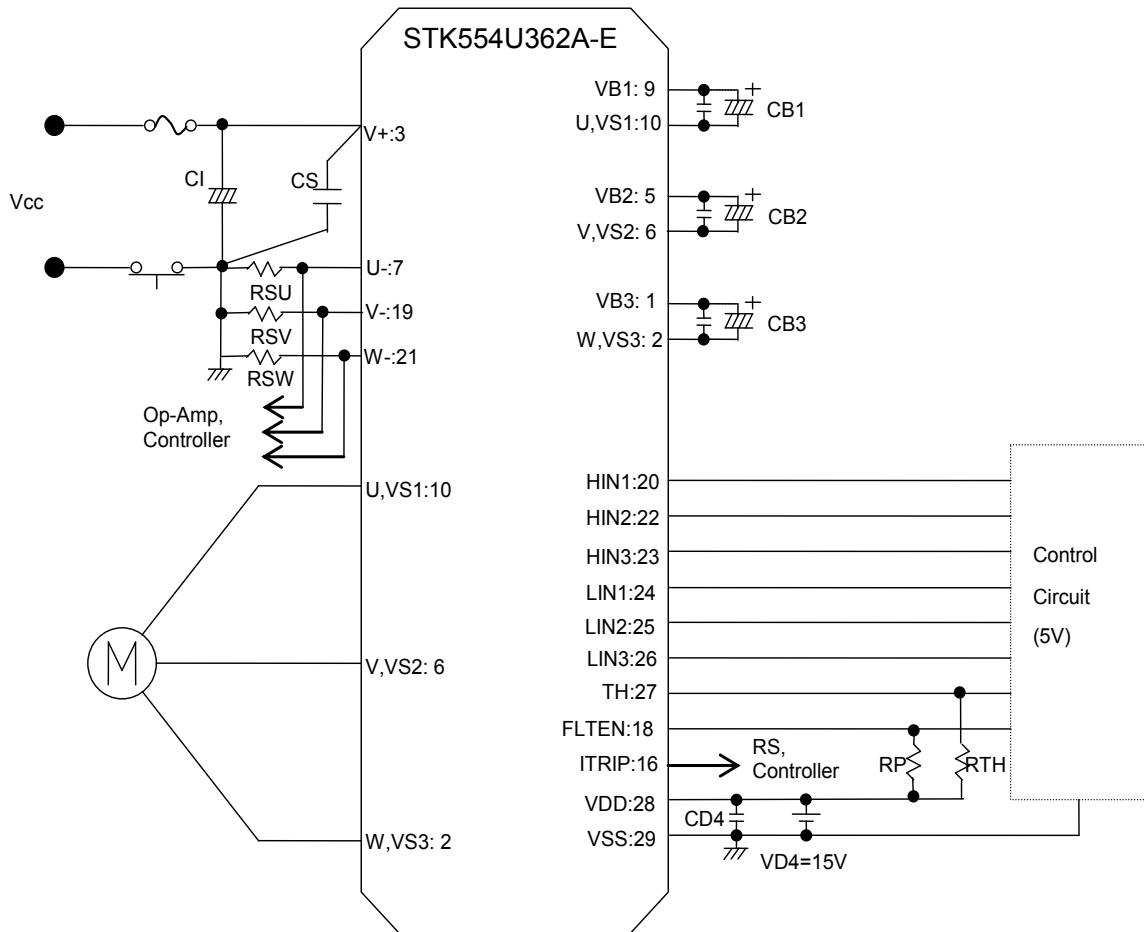 STK554U362A-E
VB1: 9
CB1
U,VS1:10
V+:3
CI
CS
Vcc
VB2: 5
CB2
V,VS2: 6
U-:7
RSU
V-:19
RSV
W-:21
RSW
VB3: 1
CB3
W,VS3: 2
Op-Amp,
Controller
U,VS1:10
V,VS2: 6
W,VS3: 2
M
HIN1:20
HIN2:22
HIN3:23
LIN1:24
LIN2:25
LIN3:26
TH:27
FLTEN:18
ITRIP:16
VDD:28
VSS:29
RS,
Controller
RP
RTH
CD4
VD4=15V
Control
Circuit
(5V)